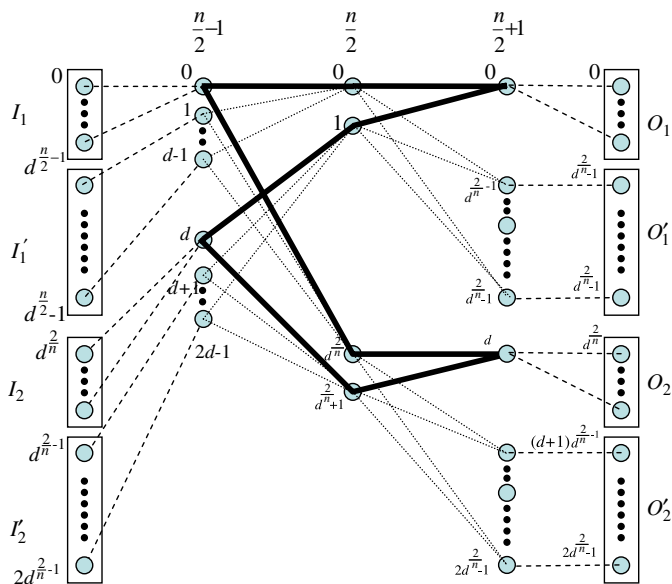 n/2 −1 n/2 n/2 +1
0 0 0 0 0
I₁ 1 1 O₁
d^{n/2 −1} d-1 d^{2/n -1} d^{2/n -1}
I₁′ d O₁′
d^{n/2}-1 d+1 d^{2/n}-1 d^{2/n}-1
d^{2/n} 2d-1 d^{2/n} d d^{2/n}
I₂ d^{2/n}+1 O₂
d^{2/n -1} (d+1)d^{2/n -1}
I₂′ O₂′
2d^{2/n}-1 2d^{2/n}-1 2d^{2/n}-1